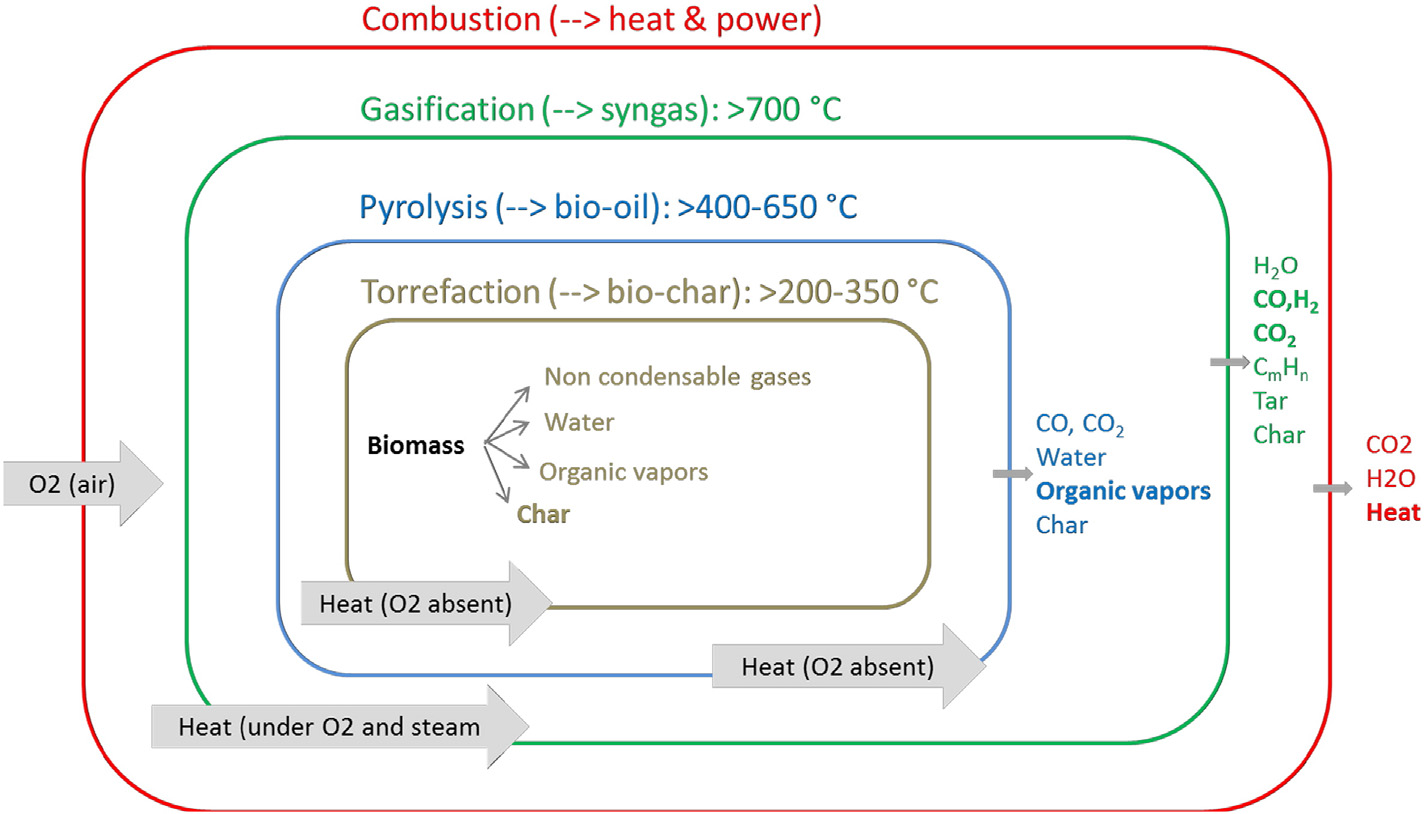 Combustion (--> heat & power)
Gasification (--> syngas): >700 °C
Pyrolysis (--> bio-oil): >400-650 °C
Torrefaction (--> bio-char): >200-350 °C
Biomass
Non condensable gases
Water
Organic vapors
Char
Heat (O2 absent)
Heat (O2 absent)
Heat (under O2 and steam
O2 (air)
CO, CO₂
Water
Organic vapors
Char
H₂O
CO,H₂
CO₂
CₘHₙ
Tar
Char
CO2
H2O
Heat